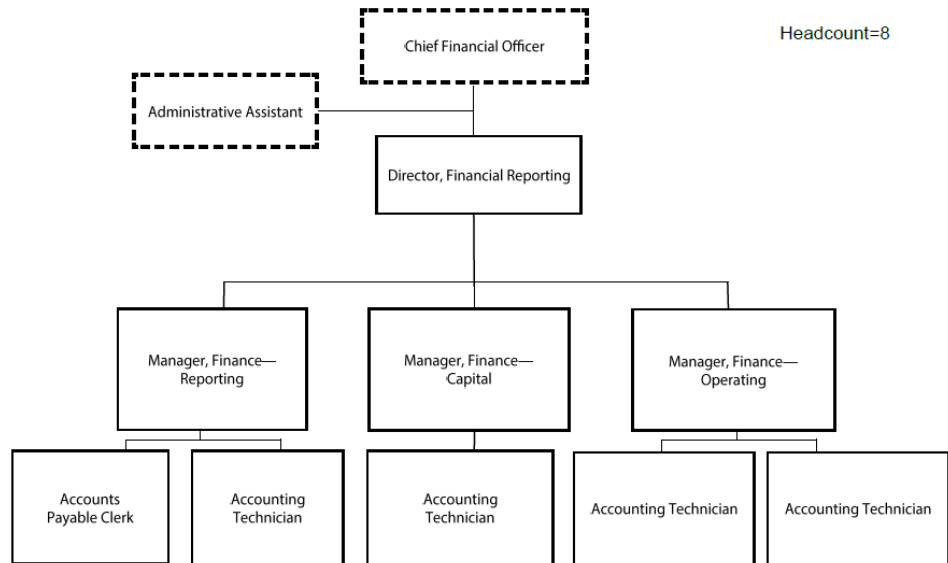 Chief Financial Officer
Headcount=8
Administrative Assistant
Director, Financial Reporting
Manager, Finance—
Reporting
Manager, Finance—
Capital
Manager, Finance—
Operating
Accounts
Payable Clerk
Accounting
Technician
Accounting
Technician
Accounting Technician
Accounting Technician